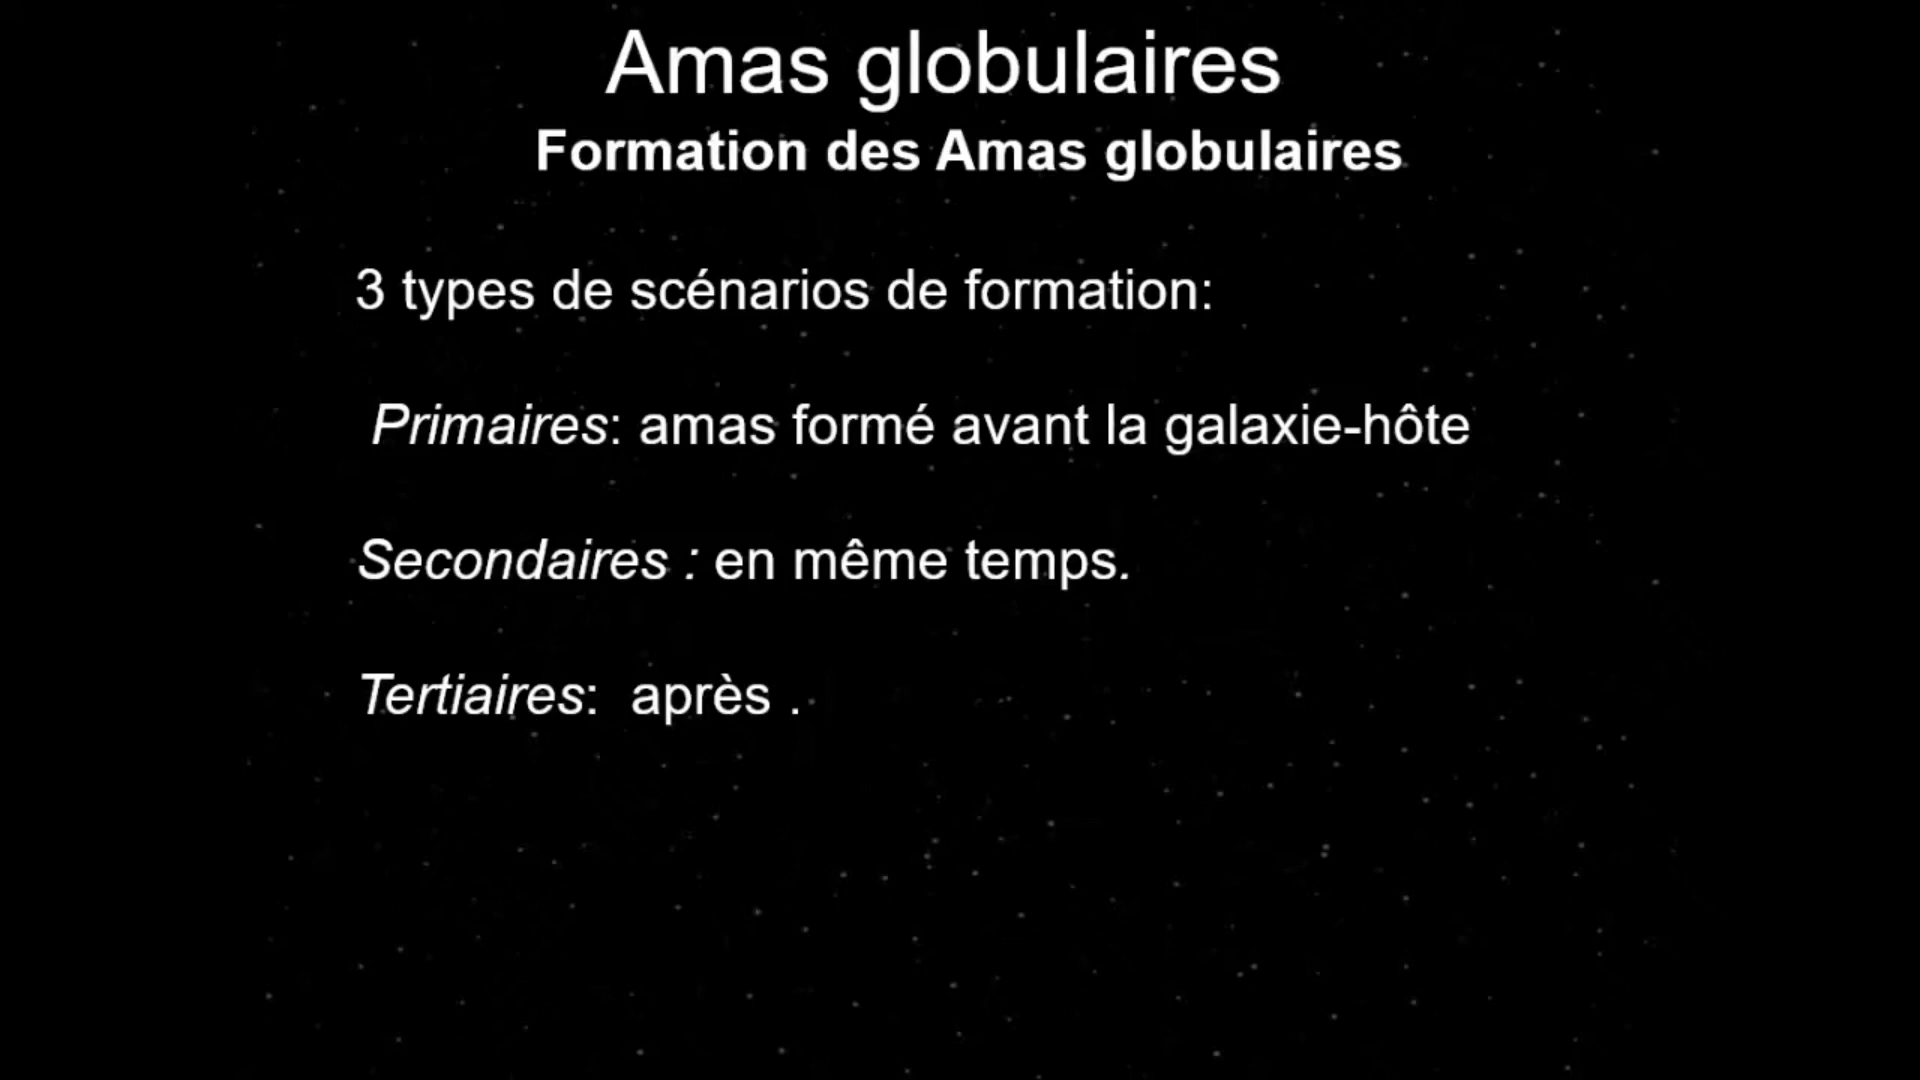 Amas globulaires
Formation des Amas globulaires
3 types de scénarios de formation:
Primaires: amas formé avant la galaxie-hôte
Secondaires : en même temps.
Tertiaires:  après .